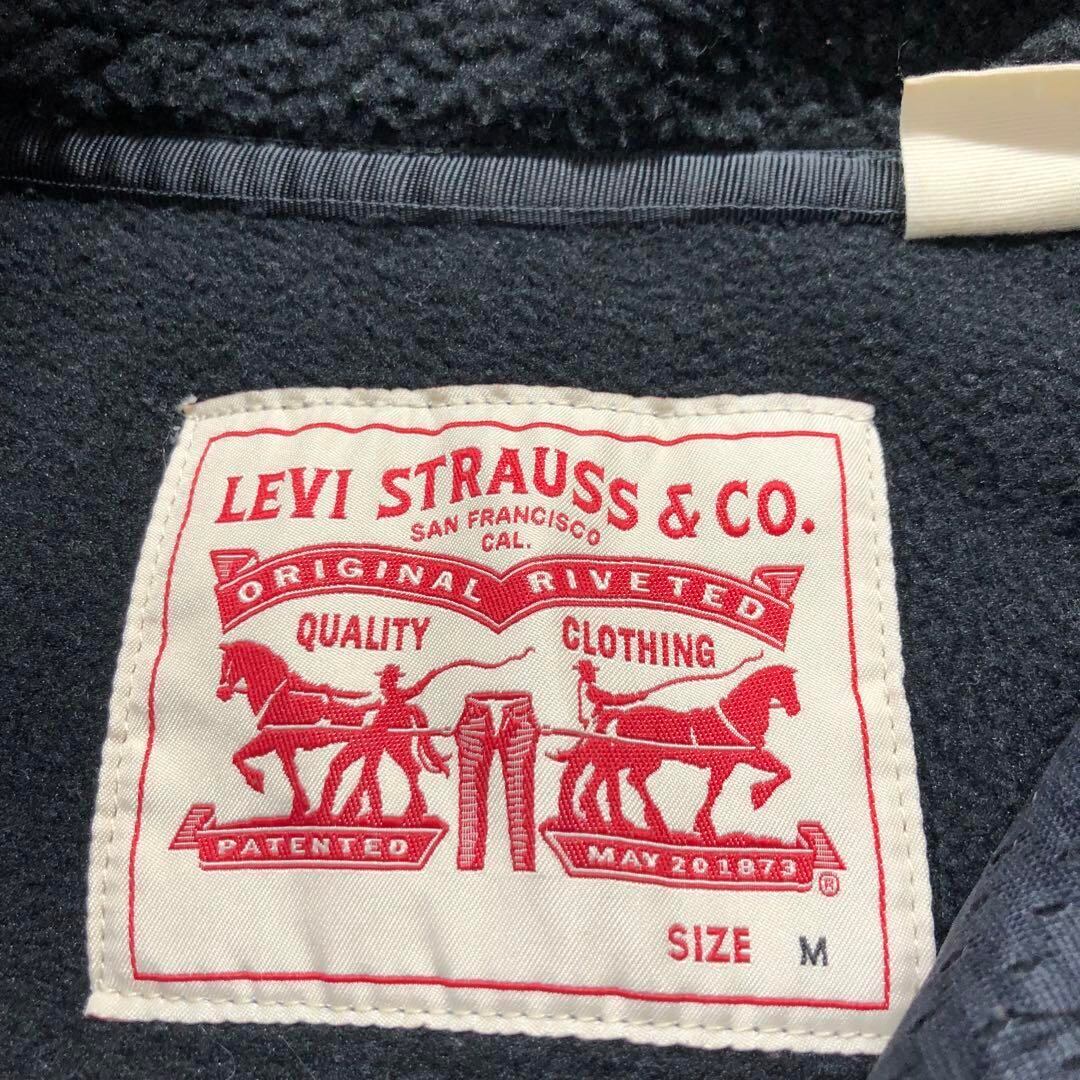 LEVI STRAUSS & CO.
SAN FRANCISCO
CAL.
ORIGINAL RIVETED
QUALITY CLOTHING
PATENTED MAY 20 1873
®
SIZE M